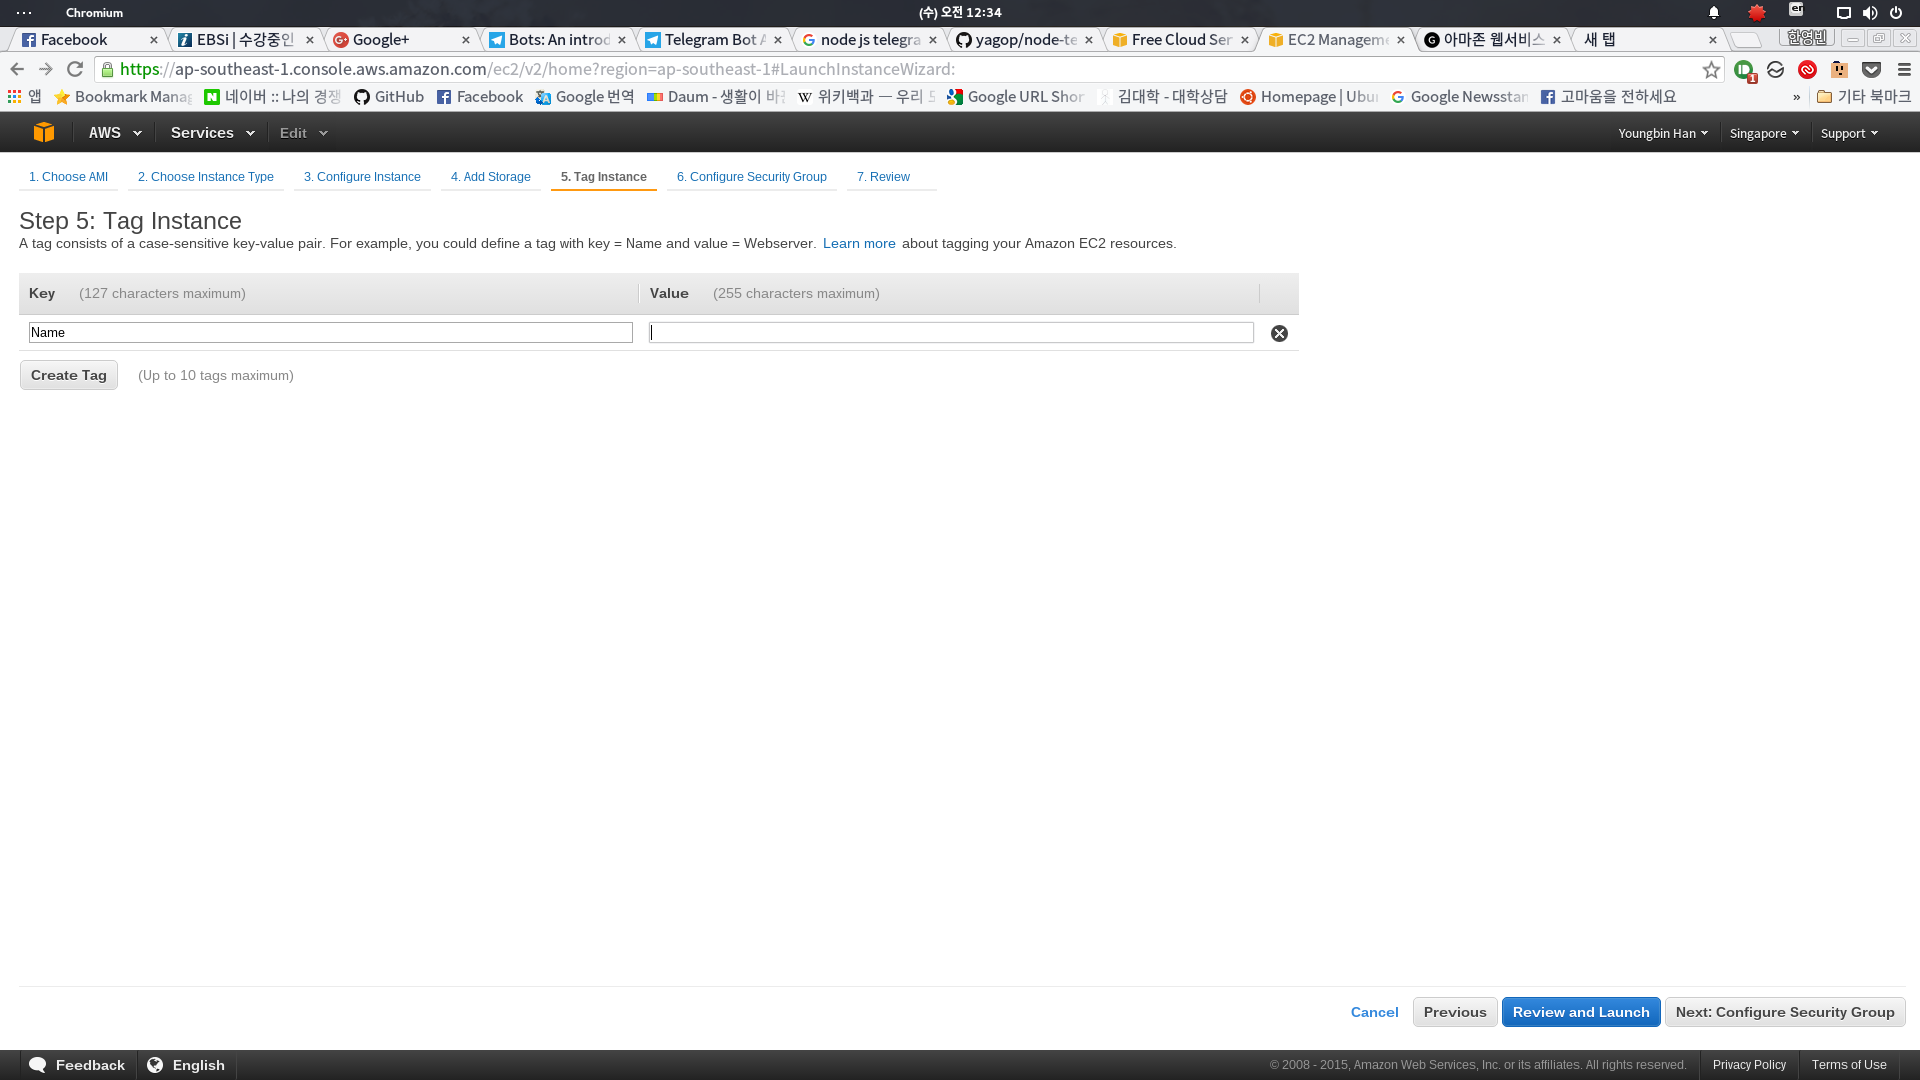 Chromium
(수) 오전 12:34
Facebook
EBSi | 수강중인
Google+
Bots: An introd
Telegram Bot A
node js telegra
yagop/node-te
Free Cloud Ser
EC2 Manageme
아마존 웹서비스
새 탭
한영빈
https://ap-southeast-1.console.aws.amazon.com/ec2/v2/home?region=ap-southeast-1#LaunchInstanceWizard:
앱
Bookmark Manag
네이버 :: 나의 경쟁
GitHub
Facebook
Google 번역
Daum - 생활이 바
위키백과 — 우리
Google URL Shor
김대학 - 대학상담
Homepage | Ubu
Google Newsstan
고마움을 전하세요
»
기타 북마크
AWS
Services
Edit
Youngbin Han
Singapore
Support
1. Choose AMI
2. Choose Instance Type
3. Configure Instance
4. Add Storage
5. Tag Instance
6. Configure Security Group
7. Review
Step 5: Tag Instance
A tag consists of a case-sensitive key-value pair. For example, you could define a tag with key = Name and value = Webserver. Learn more about tagging your Amazon EC2 resources.
Key (127 characters maximum)
Value (255 characters maximum)
Name
Create Tag (Up to 10 tags maximum)
Cancel
Previous
Review and Launch
Next: Configure Security Group
Feedback
English
© 2008 - 2015, Amazon Web Services, Inc. or its affiliates. All rights reserved.
Privacy Policy
Terms of Use